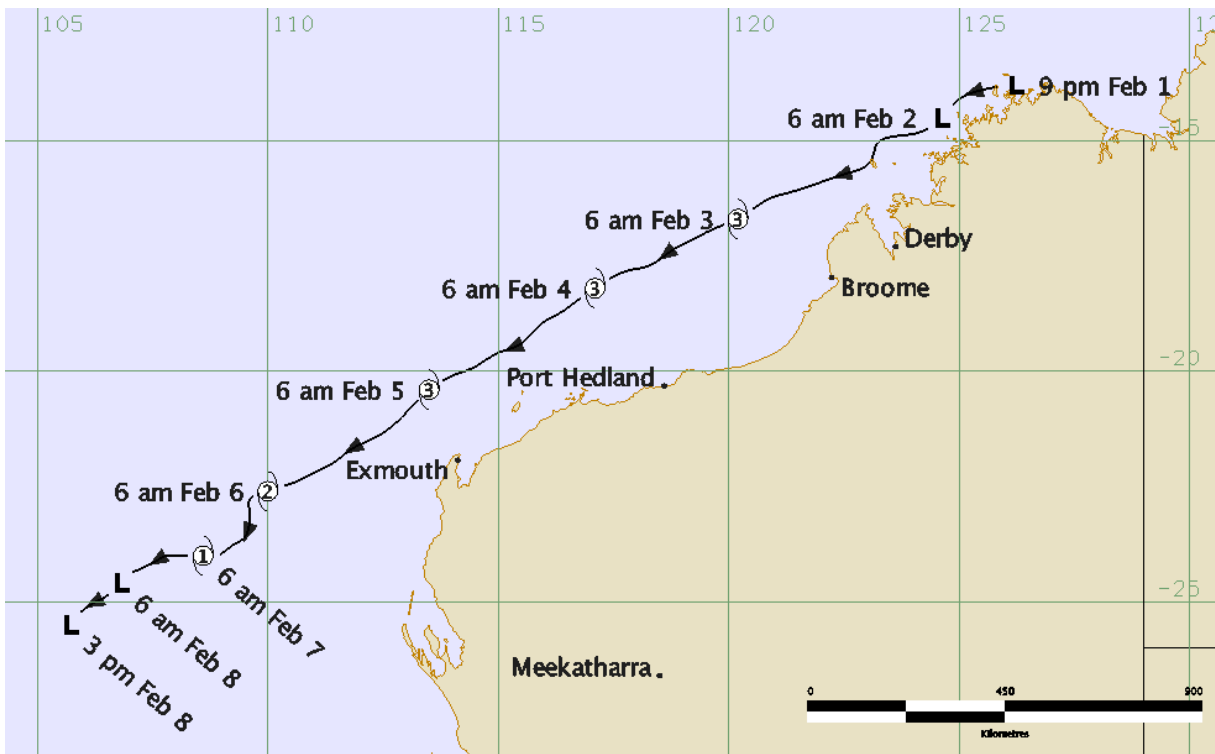 105
110
115
120
125
13
9 pm Feb 1
L
6 am Feb 2
L
-15
6 am Feb 3
3
Derby
6 am Feb 4
3
Broome
6 am Feb 5
3
Port Hedland
-20
Exmouth
6 am Feb 6
2
1
6 am Feb 7
L
6 am Feb 8
L
3 pm Feb 8
-25
Meekatharra
0 450 900
Kilometres